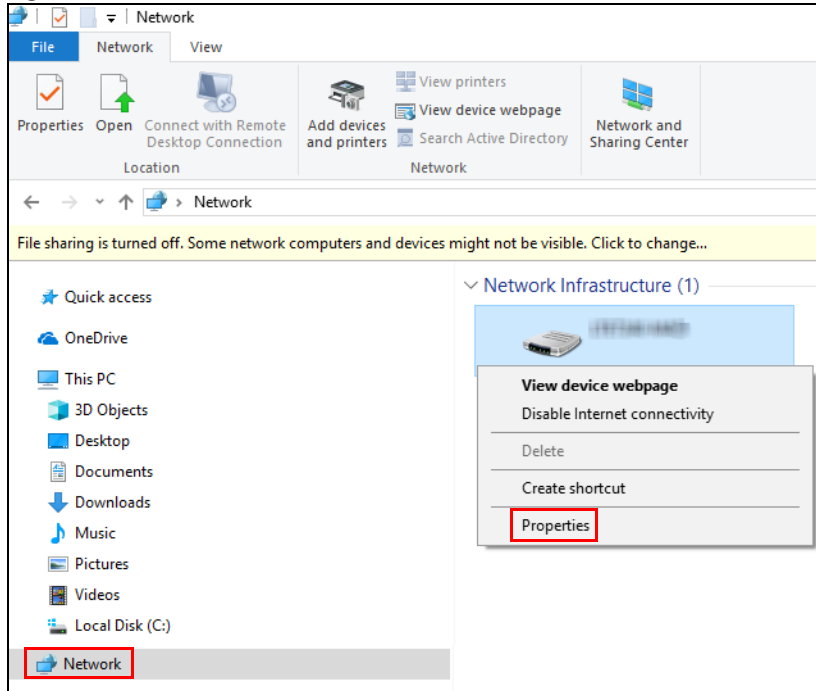 Network
File Network View
Properties Open Connect with Remote Desktop Connection
Location
Add devices and printers
View printers
View device webpage
Search Active Directory
Network
Network and Sharing Center
Network
File sharing is turned off. Some network computers and devices might not be visible. Click to change...
Quick access
OneDrive
This PC
3D Objects
Desktop
Documents
Downloads
Music
Pictures
Videos
Local Disk (C:)
Network
Network Infrastructure (1)
View device webpage
Disable Internet connectivity
Delete
Create shortcut
Properties